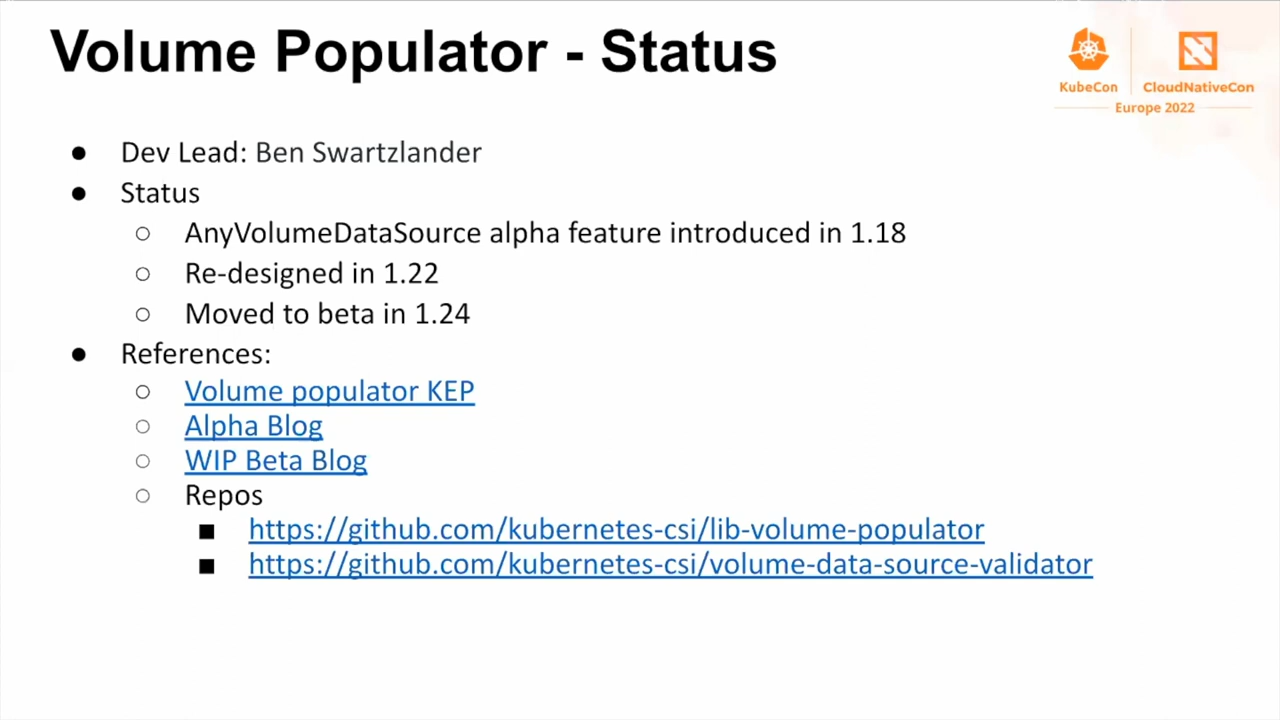 Volume Populator - Status
KubeCon
CloudNativeCon
Europe 2022
● Dev Lead: Ben Swartzlander
● Status
○ AnyVolumeDataSource alpha feature introduced in 1.18
○ Re-designed in 1.22
○ Moved to beta in 1.24
● References:
○ Volume populator KEP
○ Alpha Blog
○ WIP Beta Blog
○ Repos
■ https://github.com/kubernetes-csi/lib-volume-populator
■ https://github.com/kubernetes-csi/volume-data-source-validator